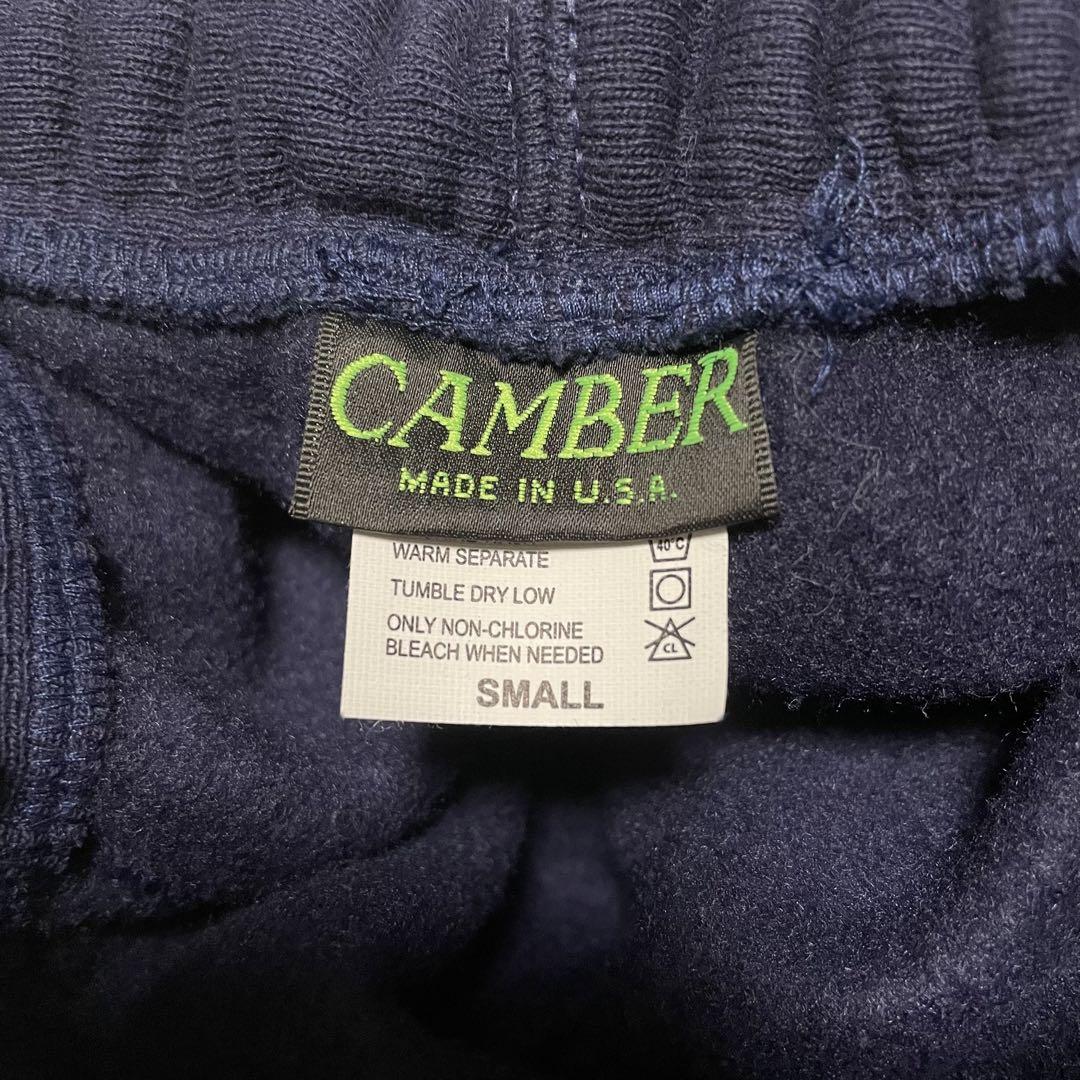 CAMBER
MADE IN U.S.A.
WARM SEPARATE
40°C
TUMBLE DRY LOW
ONLY NON-CHLORINE
BLEACH WHEN NEEDED
CL
SMALL